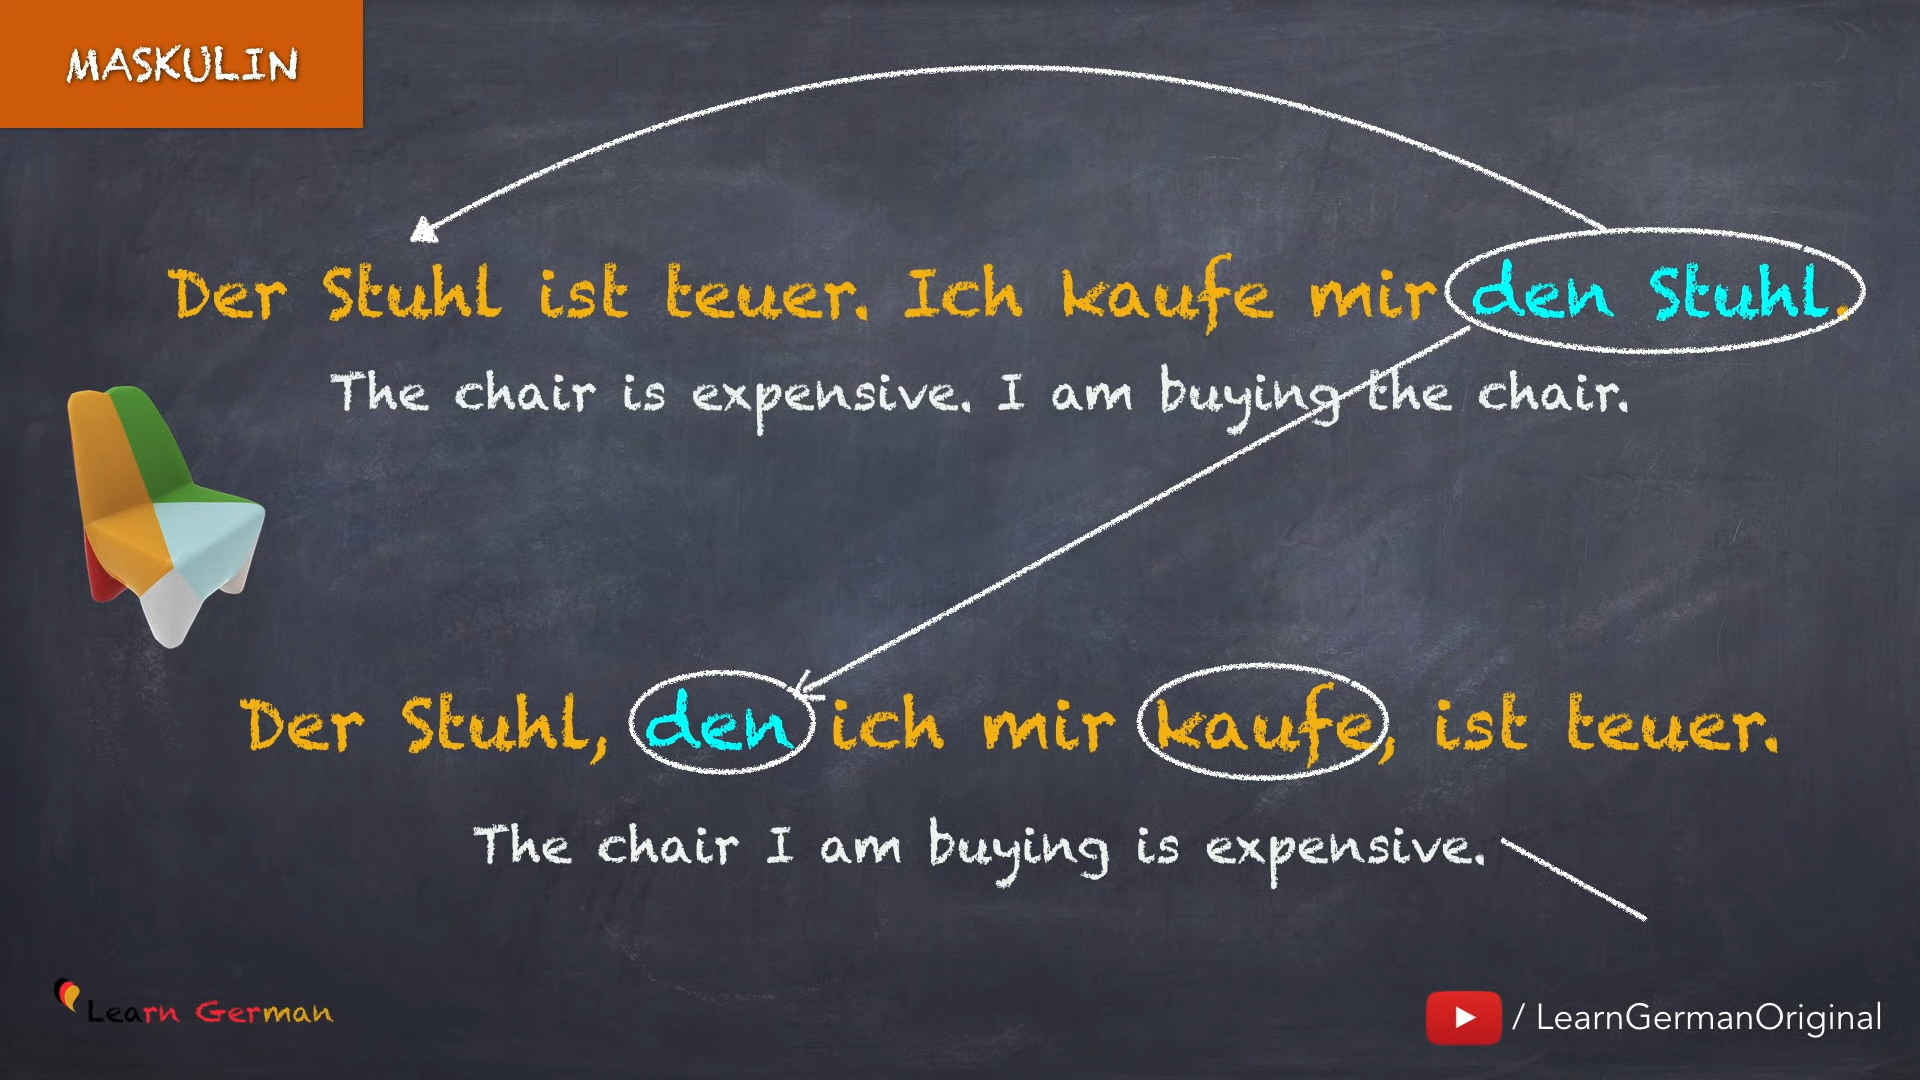 MASKULIN
Der Stuhl ist teuer. Ich kaufe mir den Stuhl.
The chair is expensive. I am buying the chair.
Der Stuhl, den ich mir kaufe, ist teuer.
The chair I am buying is expensive.
Learn German
/ LearnGermanOriginal